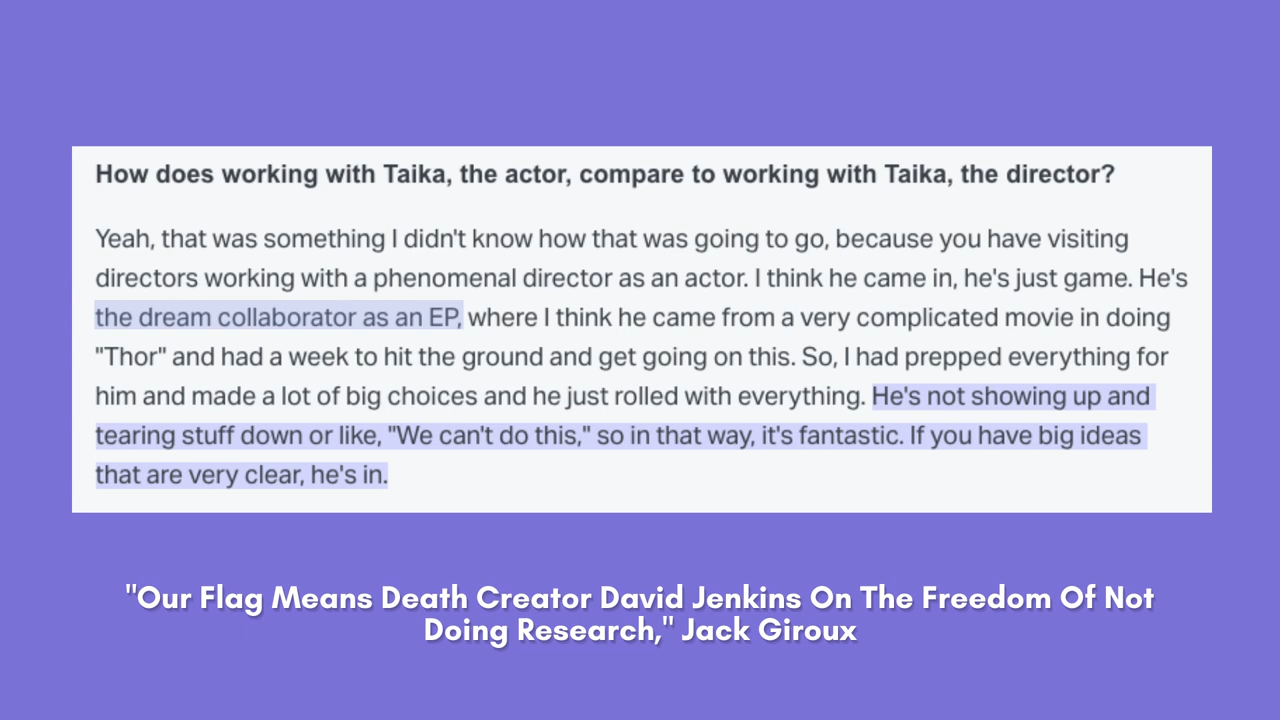 How does working with Taika, the actor, compare to working with Taika, the director?
Yeah, that was something I didn't know how that was going to go, because you have visiting
directors working with a phenomenal director as an actor. I think he came in, he's just game. He's
the dream collaborator as an EP, where I think he came from a very complicated movie in doing
"Thor" and had a week to hit the ground and get going on this. So, I had prepped everything for
him and made a lot of big choices and he just rolled with everything. He's not showing up and
tearing stuff down or like, "We can't do this," so in that way, it's fantastic. If you have big ideas
that are very clear, he's in.
"Our Flag Means Death Creator David Jenkins On The Freedom Of Not
Doing Research," Jack Giroux